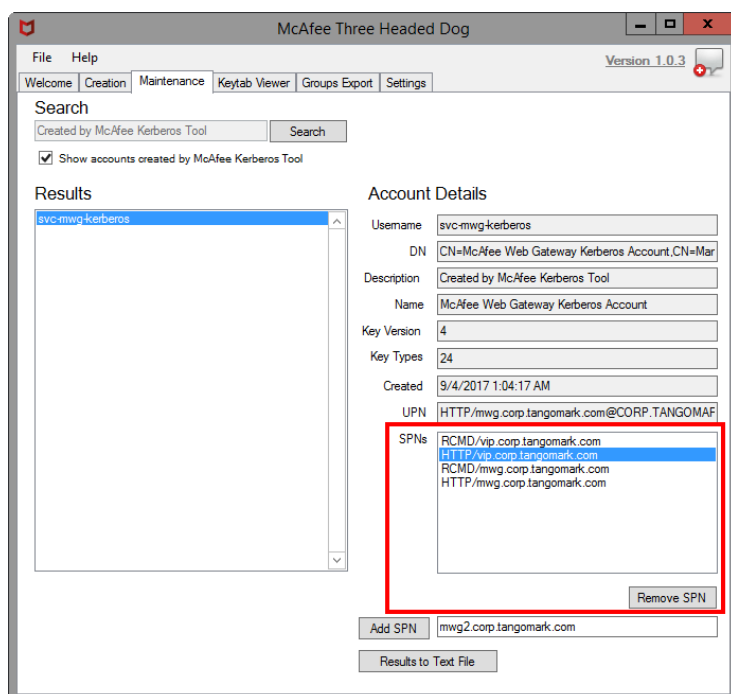 McAfee Three Headed Dog
File Help
Version 1.0.3
Welcome Creation Maintenance Keytab Viewer Groups Export Settings
Search
Created by McAfee Kerberos Tool Search
Show accounts created by McAfee Kerberos Tool
Results
svc-mwg-kerberos
Account Details
Username svc-mwg-kerberos
DN CN=McAfee Web Gateway Kerberos Account,CN=Mar
Description Created by McAfee Kerberos Tool
Name McAfee Web Gateway Kerberos Account
Key Version 4
Key Types 24
Created 9/4/2017 1:04:17 AM
UPN HTTP/mwg.corp.tangomark.com@CORP.TANGOMAF
SPNs RCMD/vip.corp.tangomark.com
HTTP/vip.corp.tangomark.com
RCMD/mwg.corp.tangomark.com
HTTP/mwg.corp.tangomark.com
Remove SPN
Add SPN mwg2.corp.tangomark.com
Results to Text File